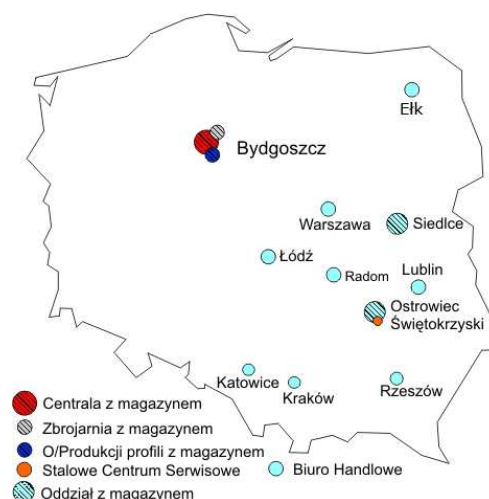 Ełk
Bydgoszcz
Warszawa
Siedlce
Łódź
Radom
Lublin
Ostrowiec
Świętokrzyski
Katowice
Kraków
Rzeszów
Centrala z magazynem
Zbrojarnia z magazynem
O/Produkcji profili z magazynem
Stalowe Centrum Serwisowe
Biuro Handlowe
Oddział z magazynem